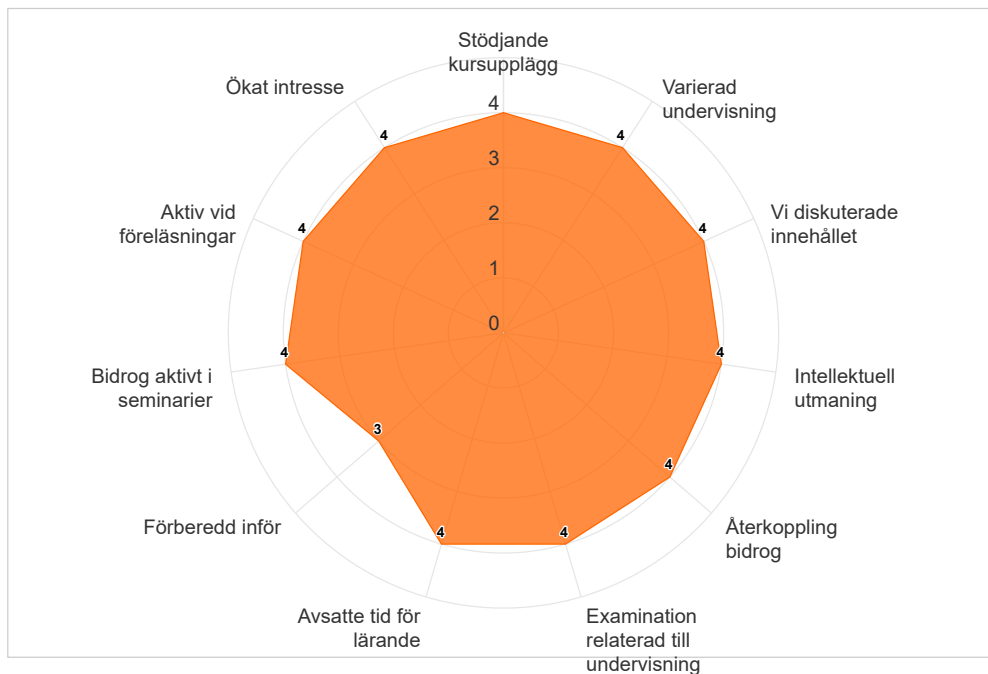 Stödjande
kursupplägg
Ökat intresse
Varierad
undervisning
4
4
4
3
Aktiv vid
föreläsningar
4
2
4
Vi diskuterade
innehållet
1
0
Bidrog aktivt i
seminarier
4
4
Intellektuell
utmaning
3
4
Förberedd inför
Återkoppling
bidrog
4
4
Avsatte tid för
lärande
Examination
relaterad till
undervisning